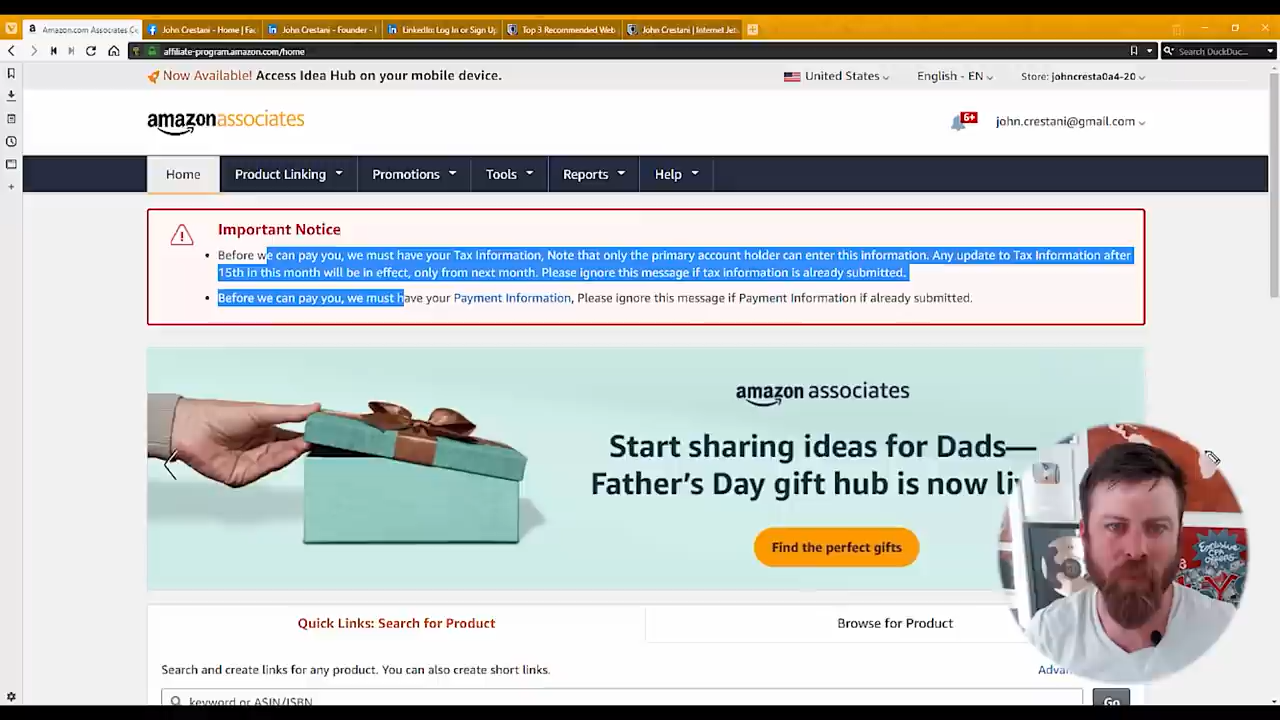 Amazon.com Associates Ce
John Crestani - Home | Fac
John Crestani - Founder - I
LinkedIn: Log In or Sign Up
Top 3 Recommended Web
John Crestani | Internet Jet
affiliate-program.amazon.com/home
Search DuckDuc...
Now Available! Access Idea Hub on your mobile device.
United States
English - EN
Store: johncresta0a4-20
amazonassociates
6+
john.crestani@gmail.com
Home
Product Linking
Promotions
Tools
Reports
Help
Important Notice
Before we can pay you, we must have your Tax Information, Note that only the primary account holder can enter this information. Any update to Tax Information after
15th in this month will be in effect, only from next month. Please ignore this message if tax information is already submitted.
Before we can pay you, we must have your Payment Information, Please ignore this message if Payment Information if already submitted.
amazon associates
Start sharing ideas for Dads—
Father's Day gift hub is now li
Find the perfect gifts
Exclusive
CPA
offers
Quick Links: Search for Product
Browse for Product
Search and create links for any product. You can also create short links.
Advan
keyword or ASIN/ISBN
Go